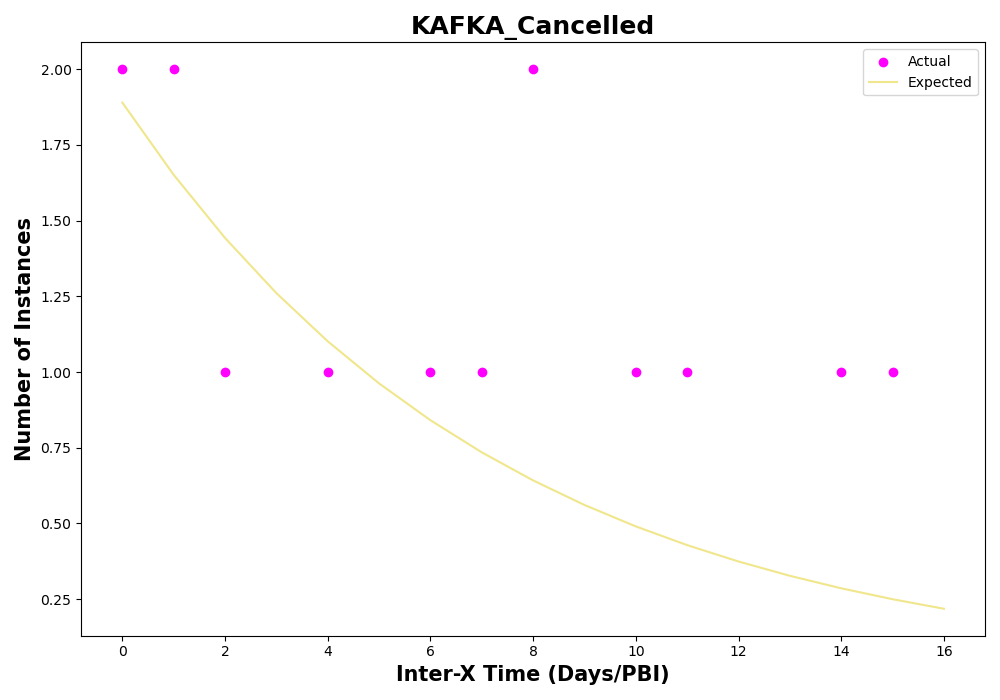 KAFKA_Cancelled
Actual
Expected
Number of Instances
2.00
1.75
1.50
1.25
1.00
0.75
0.50
0.25
0 2 4 6 8 10 12 14 16
Inter-X Time (Days/PBI)